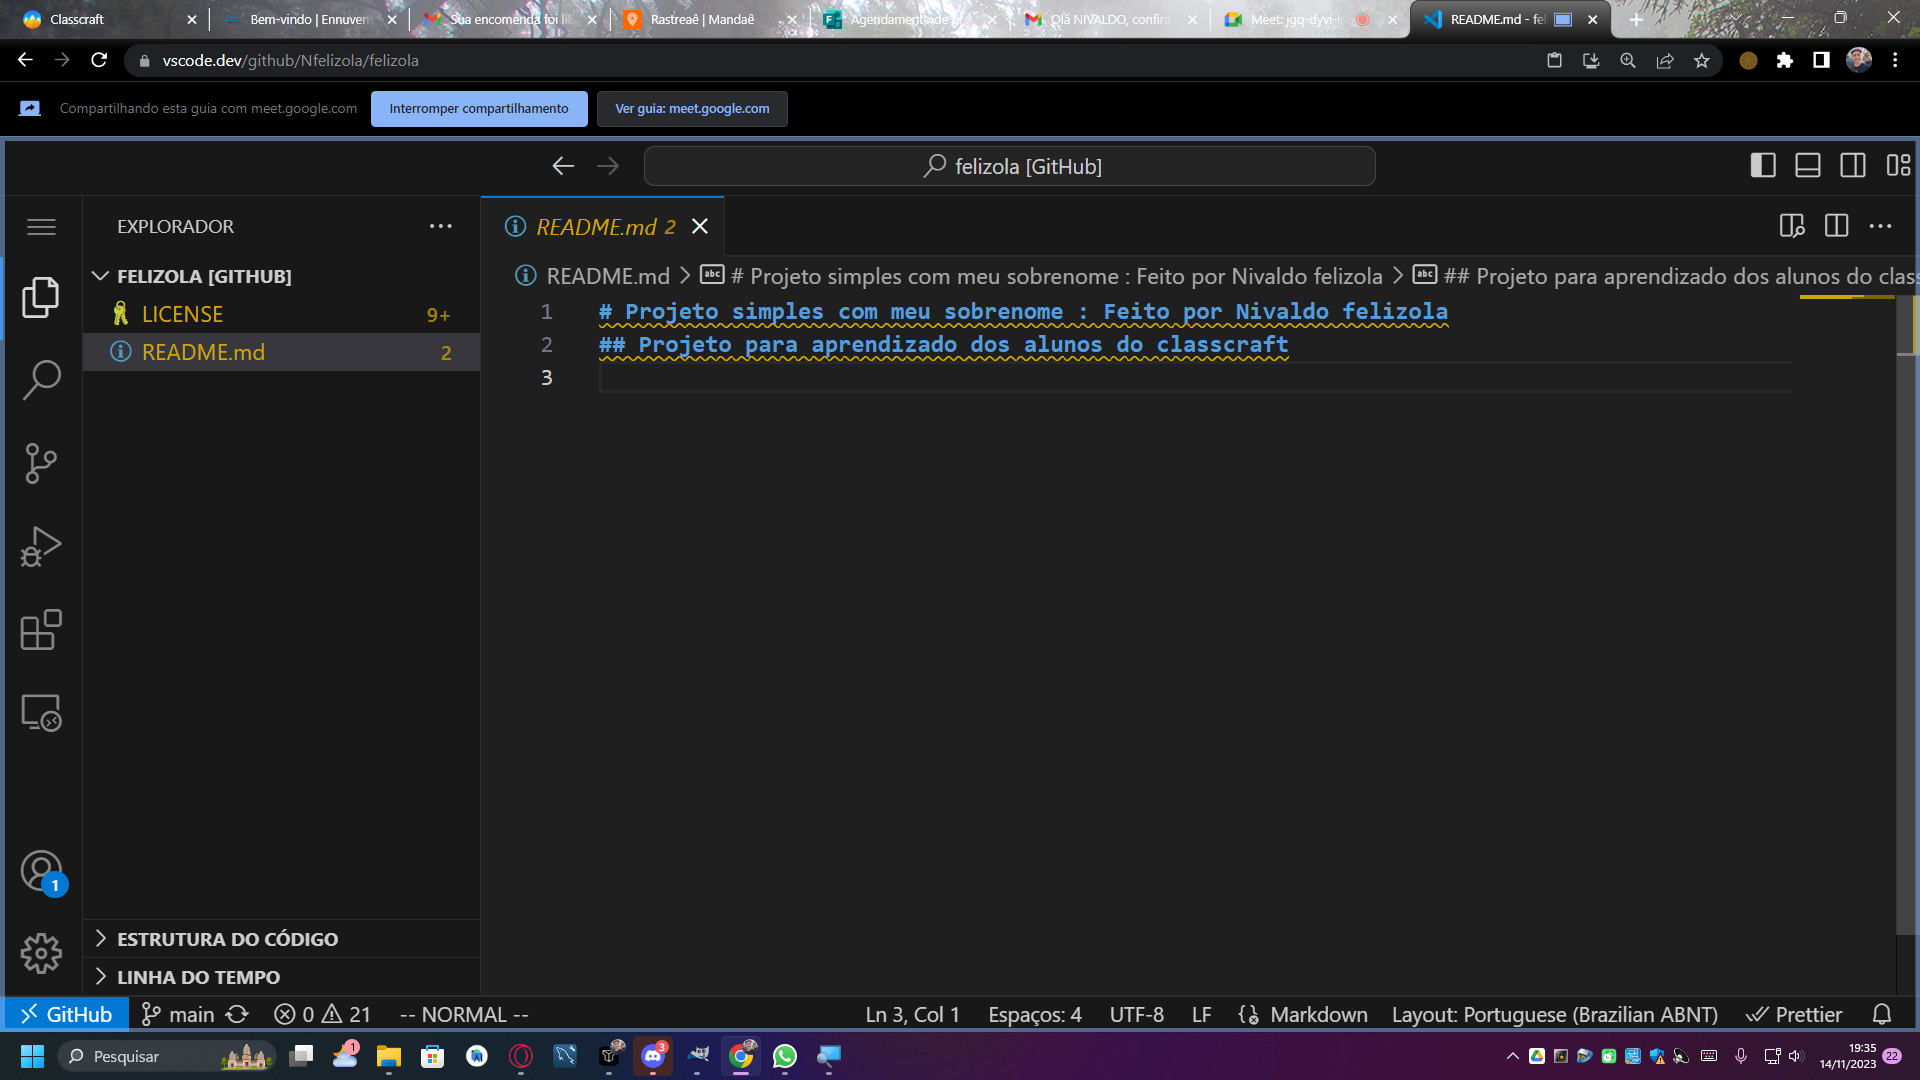 Classcraft
Bem-vindo | Ennuven
Sua encomenda foi li
Rastreaê | Mandaê
Agendamento de p
Olá NIVALDO, confira
Meet: jgq-dyvi-
README.md - fel
vscode.dev/github/Nfelizola/felizola
Compartilhando esta guia com meet.google.com
Interromper compartilhamento
Ver guia: meet.google.com
felizola [GitHub]
EXPLORADOR
README.md 2
FELIZOLA [GITHUB]
README.md
# Projeto simples com meu sobrenome : Feito por Nivaldo felizola
## Projeto para aprendizado dos alunos do class
LICENSE 9+
README.md 2
1 # Projeto simples com meu sobrenome : Feito por Nivaldo felizola
2 ## Projeto para aprendizado dos alunos do classcraft
3
1
ESTRUTURA DO CÓDIGO
LINHA DO TEMPO
GitHub main 0 21 -- NORMAL -- Ln 3, Col 1 Espaços: 4 UTF-8 LF Markdown Layout: Portuguese (Brazilian ABNT) Prettier
Pesquisar
1
3
19:35
14/11/2023
22